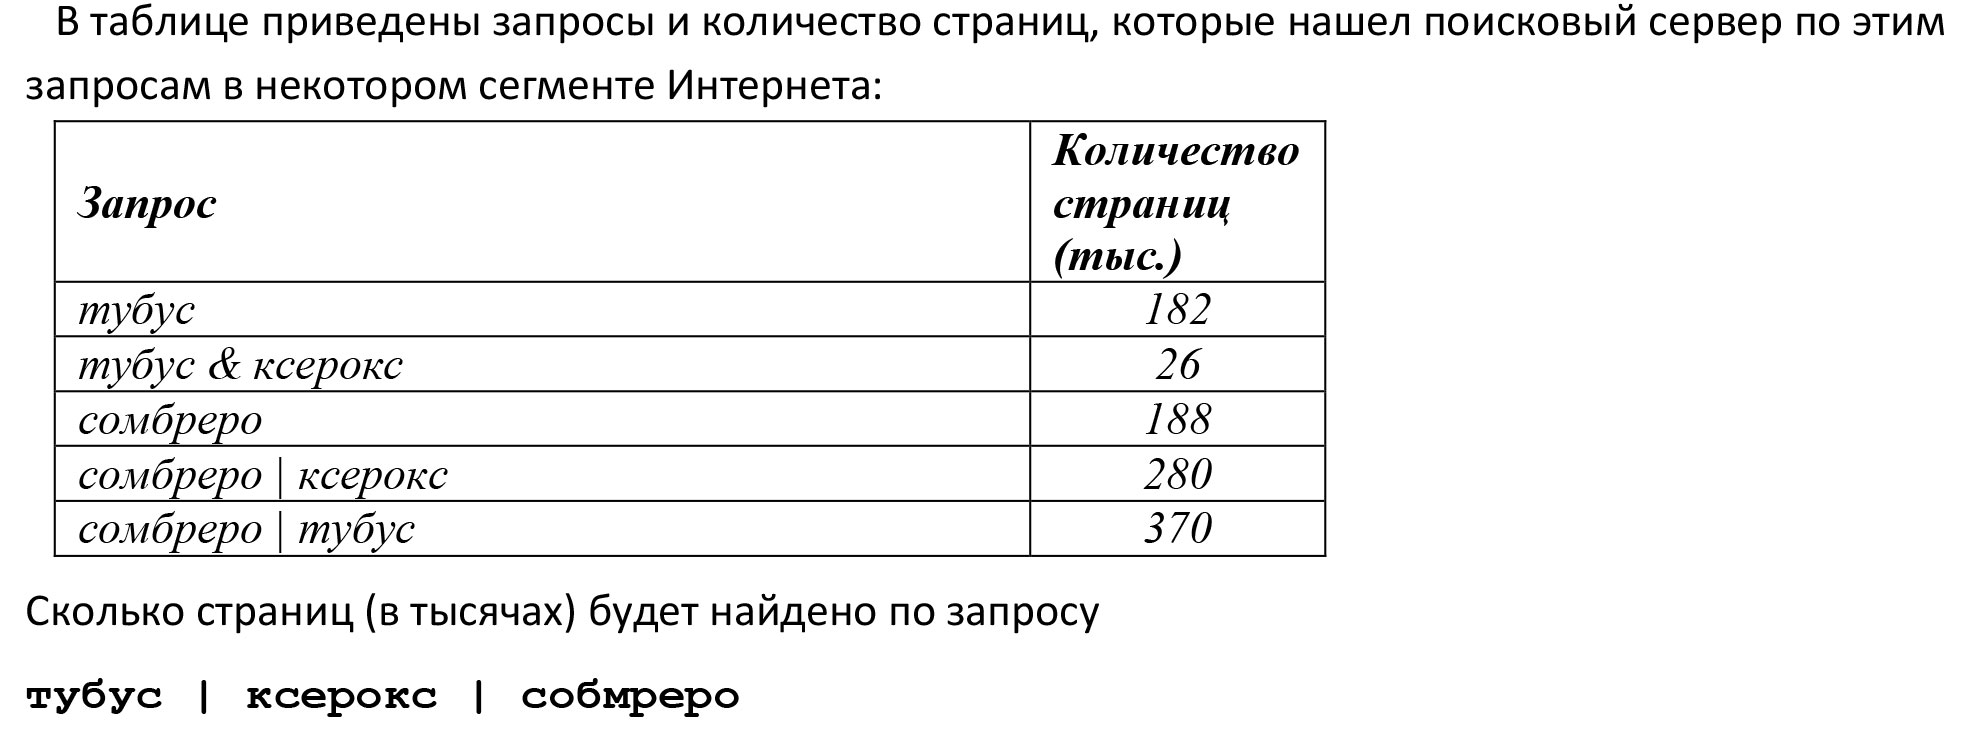 В таблице приведены запросы и количество страниц, которые нашел поисковый сервер по этим
запросам в некотором сегменте Интернета:
Запрос
Количество
страниц
(тыс.)
тубус 182
тубус & ксерокс 26
сомбреро 188
сомбреро | ксерокс 280
сомбреро | тубус 370
Сколько страниц (в тысячах) будет найдено по запросу
тубус | ксерокс | собмреро